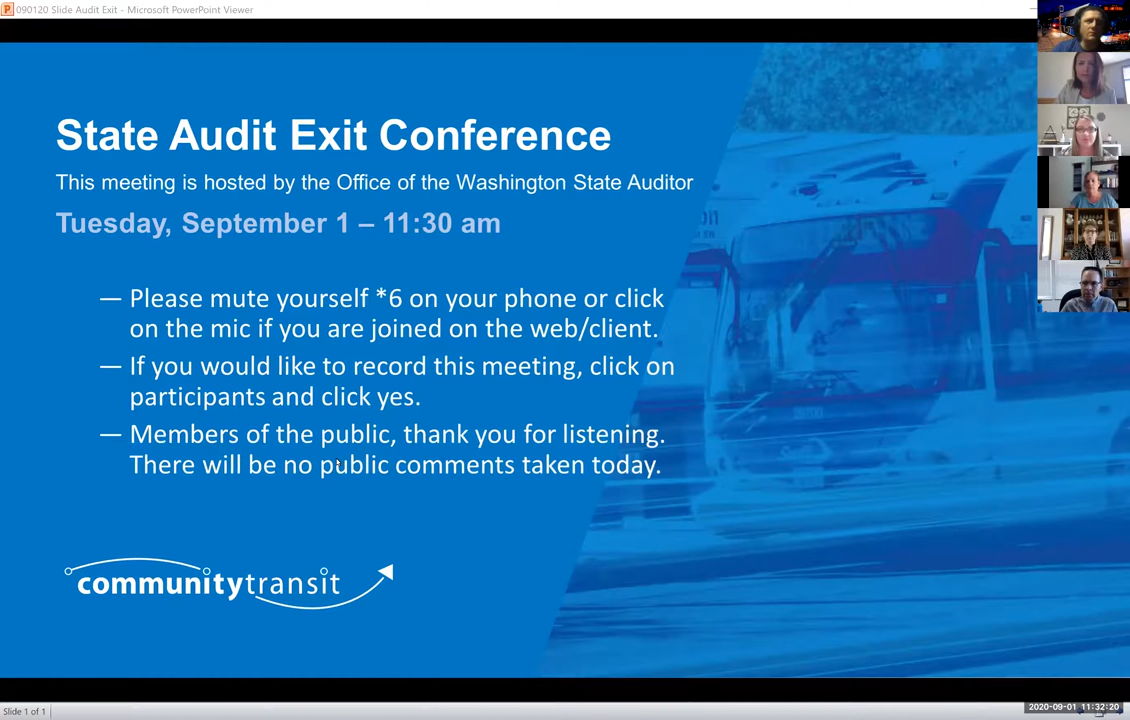 090120 Slide Audit Exit - Microsoft PowerPoint Viewer
State Audit Exit Conference
This meeting is hosted by the Office of the Washington State Auditor
Tuesday, September 1 – 11:30 am
— Please mute yourself *6 on your phone or click
on the mic if you are joined on the web/client.
— If you would like to record this meeting, click on
participants and click yes.
— Members of the public, thank you for listening.
There will be no public comments taken today.
communitytransit
Slide 1 of 1
2020-09-01 11:32:20